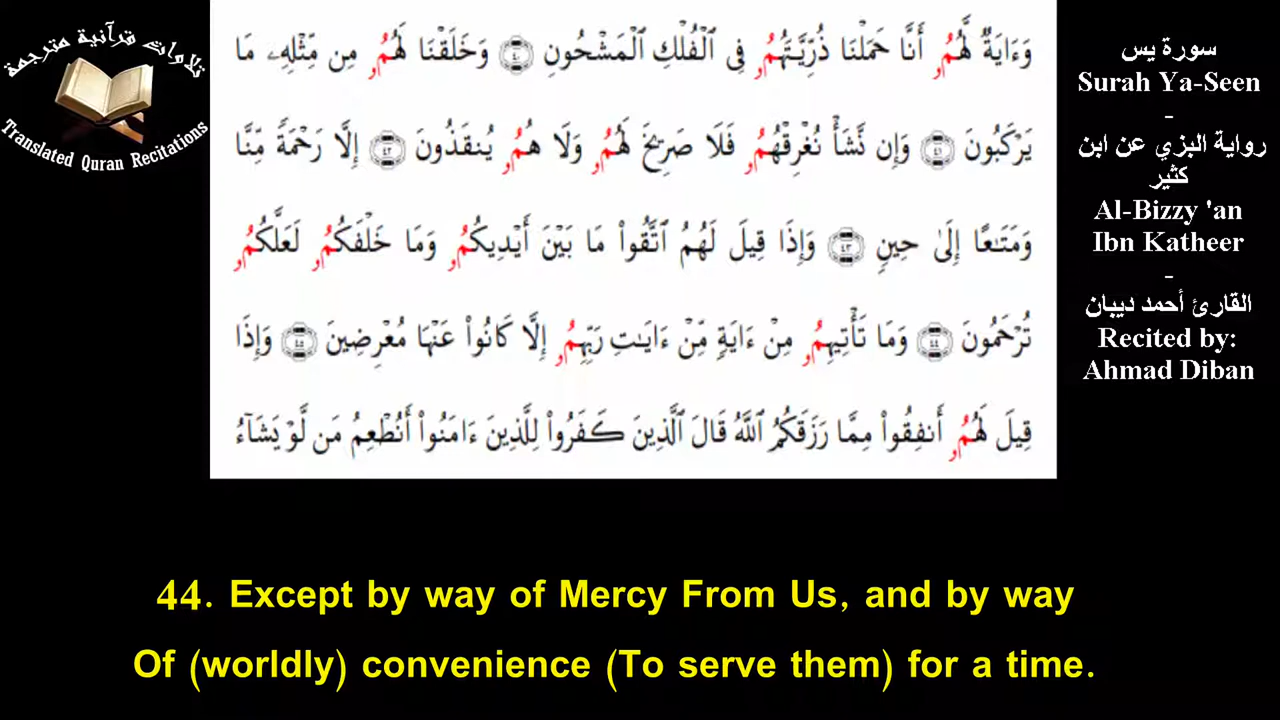 تلاوات قرآنية مترجمة
Translated Quran Recitations
وَءَايَةٌ لَّهُمُۥ أَنَّا حَمَلْنَا ذُرِّيَّتَهُمُۥ فِى ٱلْفُلْكِ ٱلْمَشْحُونِ ٤٠ وَخَلَقْنَا لَهُمُۥ مِن مِّثْلِهِۦ مَا
يَرْكَبُونَ ٤١ وَإِن نَّشَأْ نُغْرِقْهُمُۥ فَلَا صَرِيخَ لَهُمُۥ وَلَا هُمُۥ يُنقَذُونَ ٤٢ إِلَّا رَحْمَةً مِّنَّا
وَمَتَٰعًا إِلَىٰ حِينٍ ٤٣ وَإِذَا قِيلَ لَهُمُ ٱتَّقُوا۟ مَا بَيْنَ أَيْدِيكُمُۥ وَمَا خَلْفَكُمُۥ لَعَلَّكُمُۥ
تُرْحَمُونَ ٤٤ وَمَا تَأْتِيهِمُۥ مِنْ ءَايَةٍ مِّنْ ءَايَٰتِ رَبِّهِمُۥ إِلَّا كَانُوا۟ عَنْهَا مُعْرِضِينَ ٤٥ وَإِذَا
قِيلَ لَهُمُۥ أَنفِقُوا۟ مِمَّا رَزَقَكُمُ ٱللَّهُ قَالَ ٱلَّذِينَ كَفَرُوا۟ لِلَّذِينَ ءَامَنُوا۟ أَنُطْعِمُ مَن لَّوْ يَشَآءُ
سورة يس
Surah Ya-Seen
-
رواية البزي عن ابن
كثير
Al-Bizzy 'an
Ibn Katheer
-
القارئ أحمد ديبان
Recited by:
Ahmad Diban
44. Except by way of Mercy From Us, and by way
Of (worldly) convenience (To serve them) for a time.